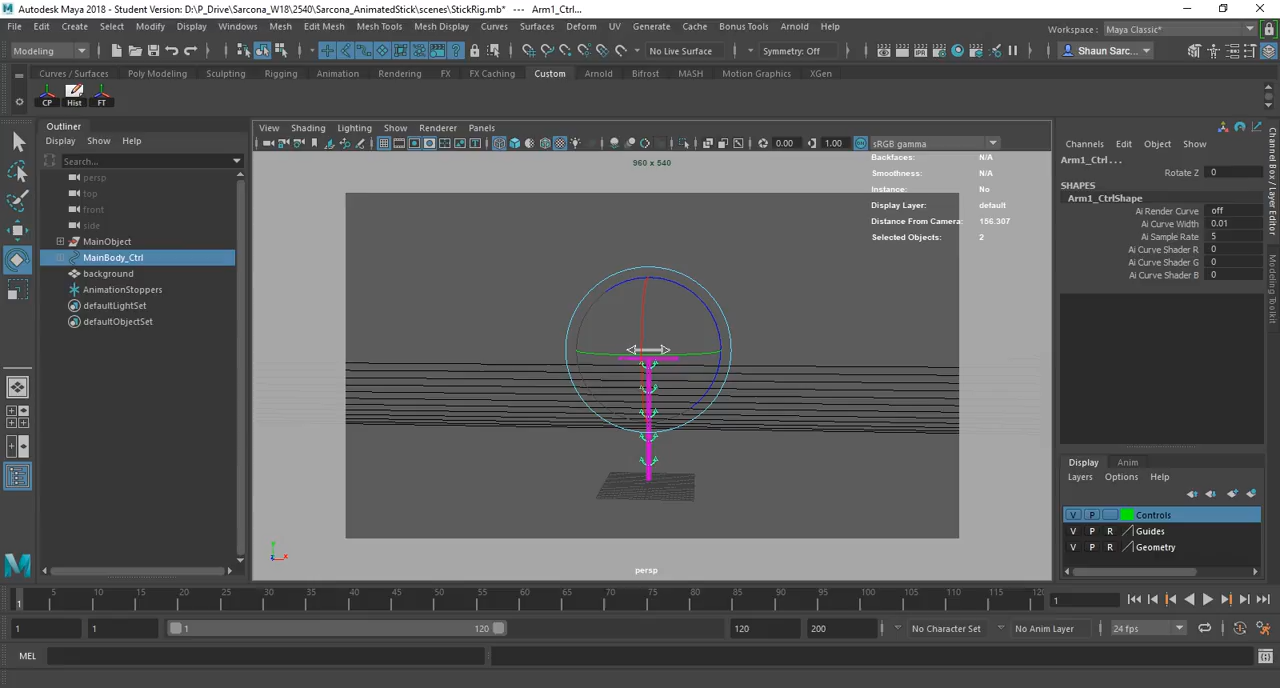 Autodesk Maya 2018 - Student Version: D:\P_Drive\Sarcona_W18\2540\Sarcona_AnimatedStick\scenes\StickRig.mb* --- Arm1_Ctrl...
File Edit Create Select Modify Display Windows Mesh Edit Mesh Mesh Tools Mesh Display Curves Surfaces Deform UV Generate Cache Bonus Tools Arnold Help
Workspace : Maya Classic*
Modeling No Live Surface Symmetry: Off Shaun Sarc...
Curves / Surfaces Poly Modeling Sculpting Rigging Animation Rendering FX FX Caching Custom Arnold Bifrost MASH Motion Graphics XGen
CP Hist FT
Outliner
Display Show Help
Search...
persp
top
front
side
MainObject
MainBody_Ctrl
background
AnimationStoppers
defaultLightSet
defaultObjectSet
View Shading Lighting Show Renderer Panels
0.00 1.00 sRGB gamma
960 x 540
Backfaces: N/A
Smoothness: N/A
Instance: No
Display Layer: default
Distance From Camera: 156.307
Selected Objects: 2
persp
Channels Edit Object Show
Arm1_Ctrl . . .
Rotate Z 0
SHAPES
Arm1_CtrlShape
Ai Render Curve off
Ai Curve Width 0.01
Ai Sample Rate 5
Ai Curve Shader R 0
Ai Curve Shader G 0
Ai Curve Shader B 0
Channel Box / Layer Editor
Modeling Toolkit
Display Anim
Layers Options Help
V P Controls
V P R Guides
V P R Geometry
5 10 15 20 25 30 35 40 45 50 55 60 65 70 75 80 85 90 95 100 105 110 115 120
1 1
1 1 1 120 120 200 No Character Set No Anim Layer 24 fps
MEL